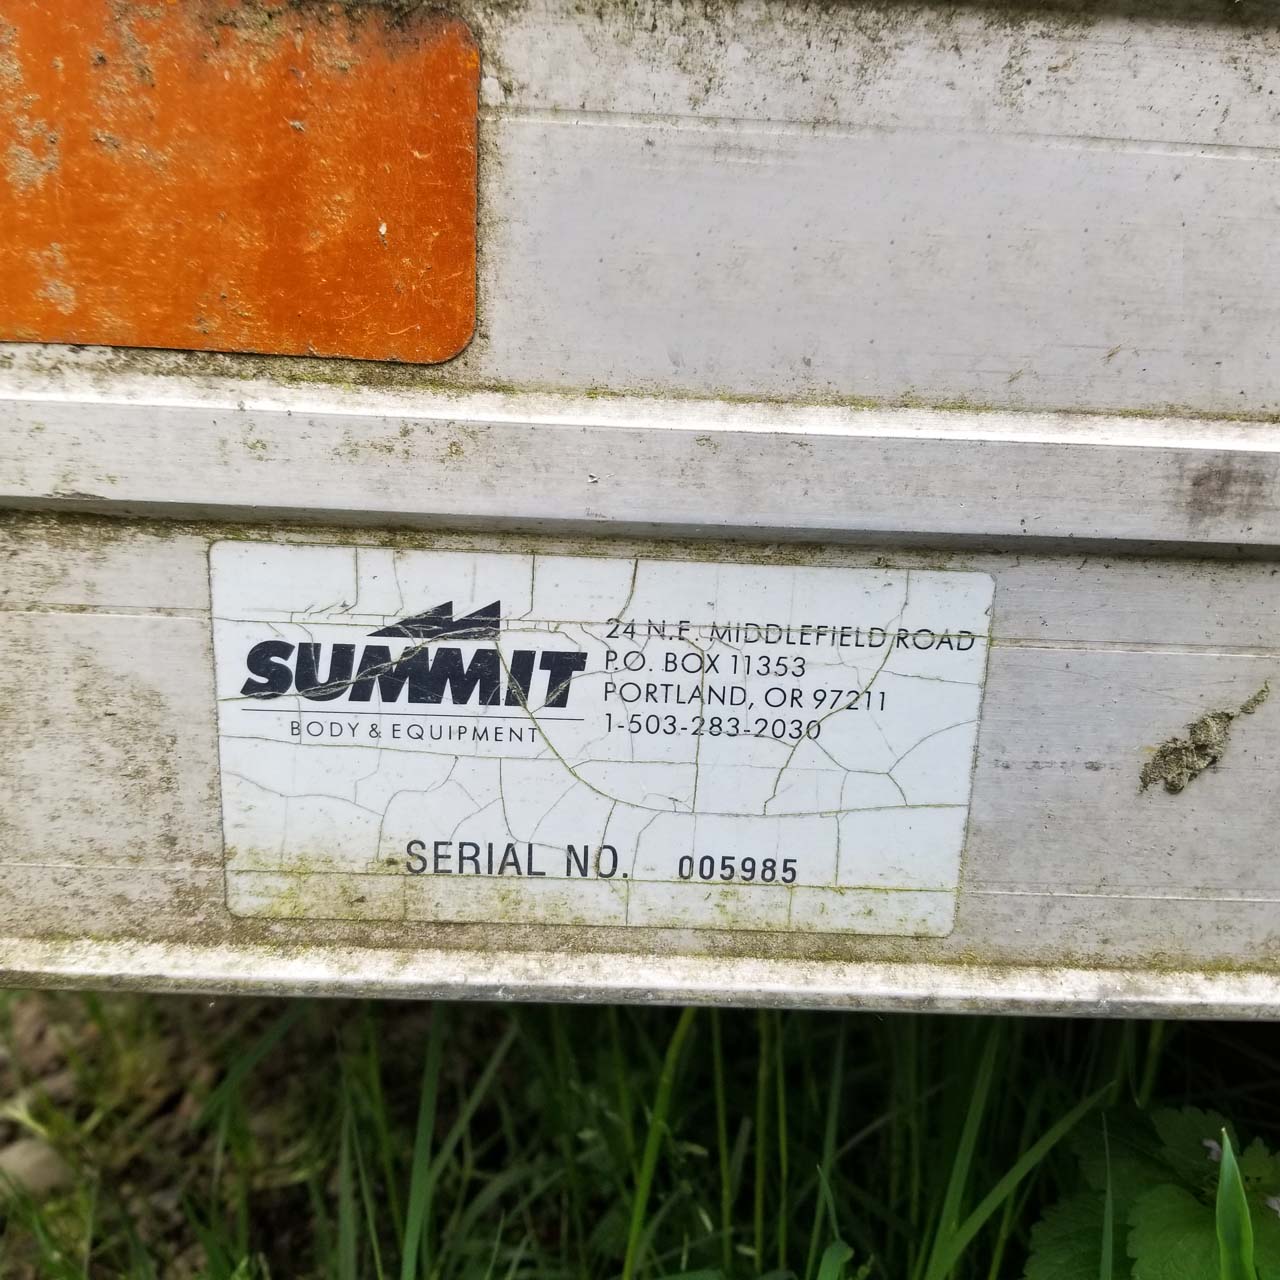 SUMMIT
BODY & EQUIPMENT
24 N.E. MIDDLEFIELD ROAD
P.O. BOX 11353
PORTLAND, OR 97211
1-503-283-2030
SERIAL NO. 005985